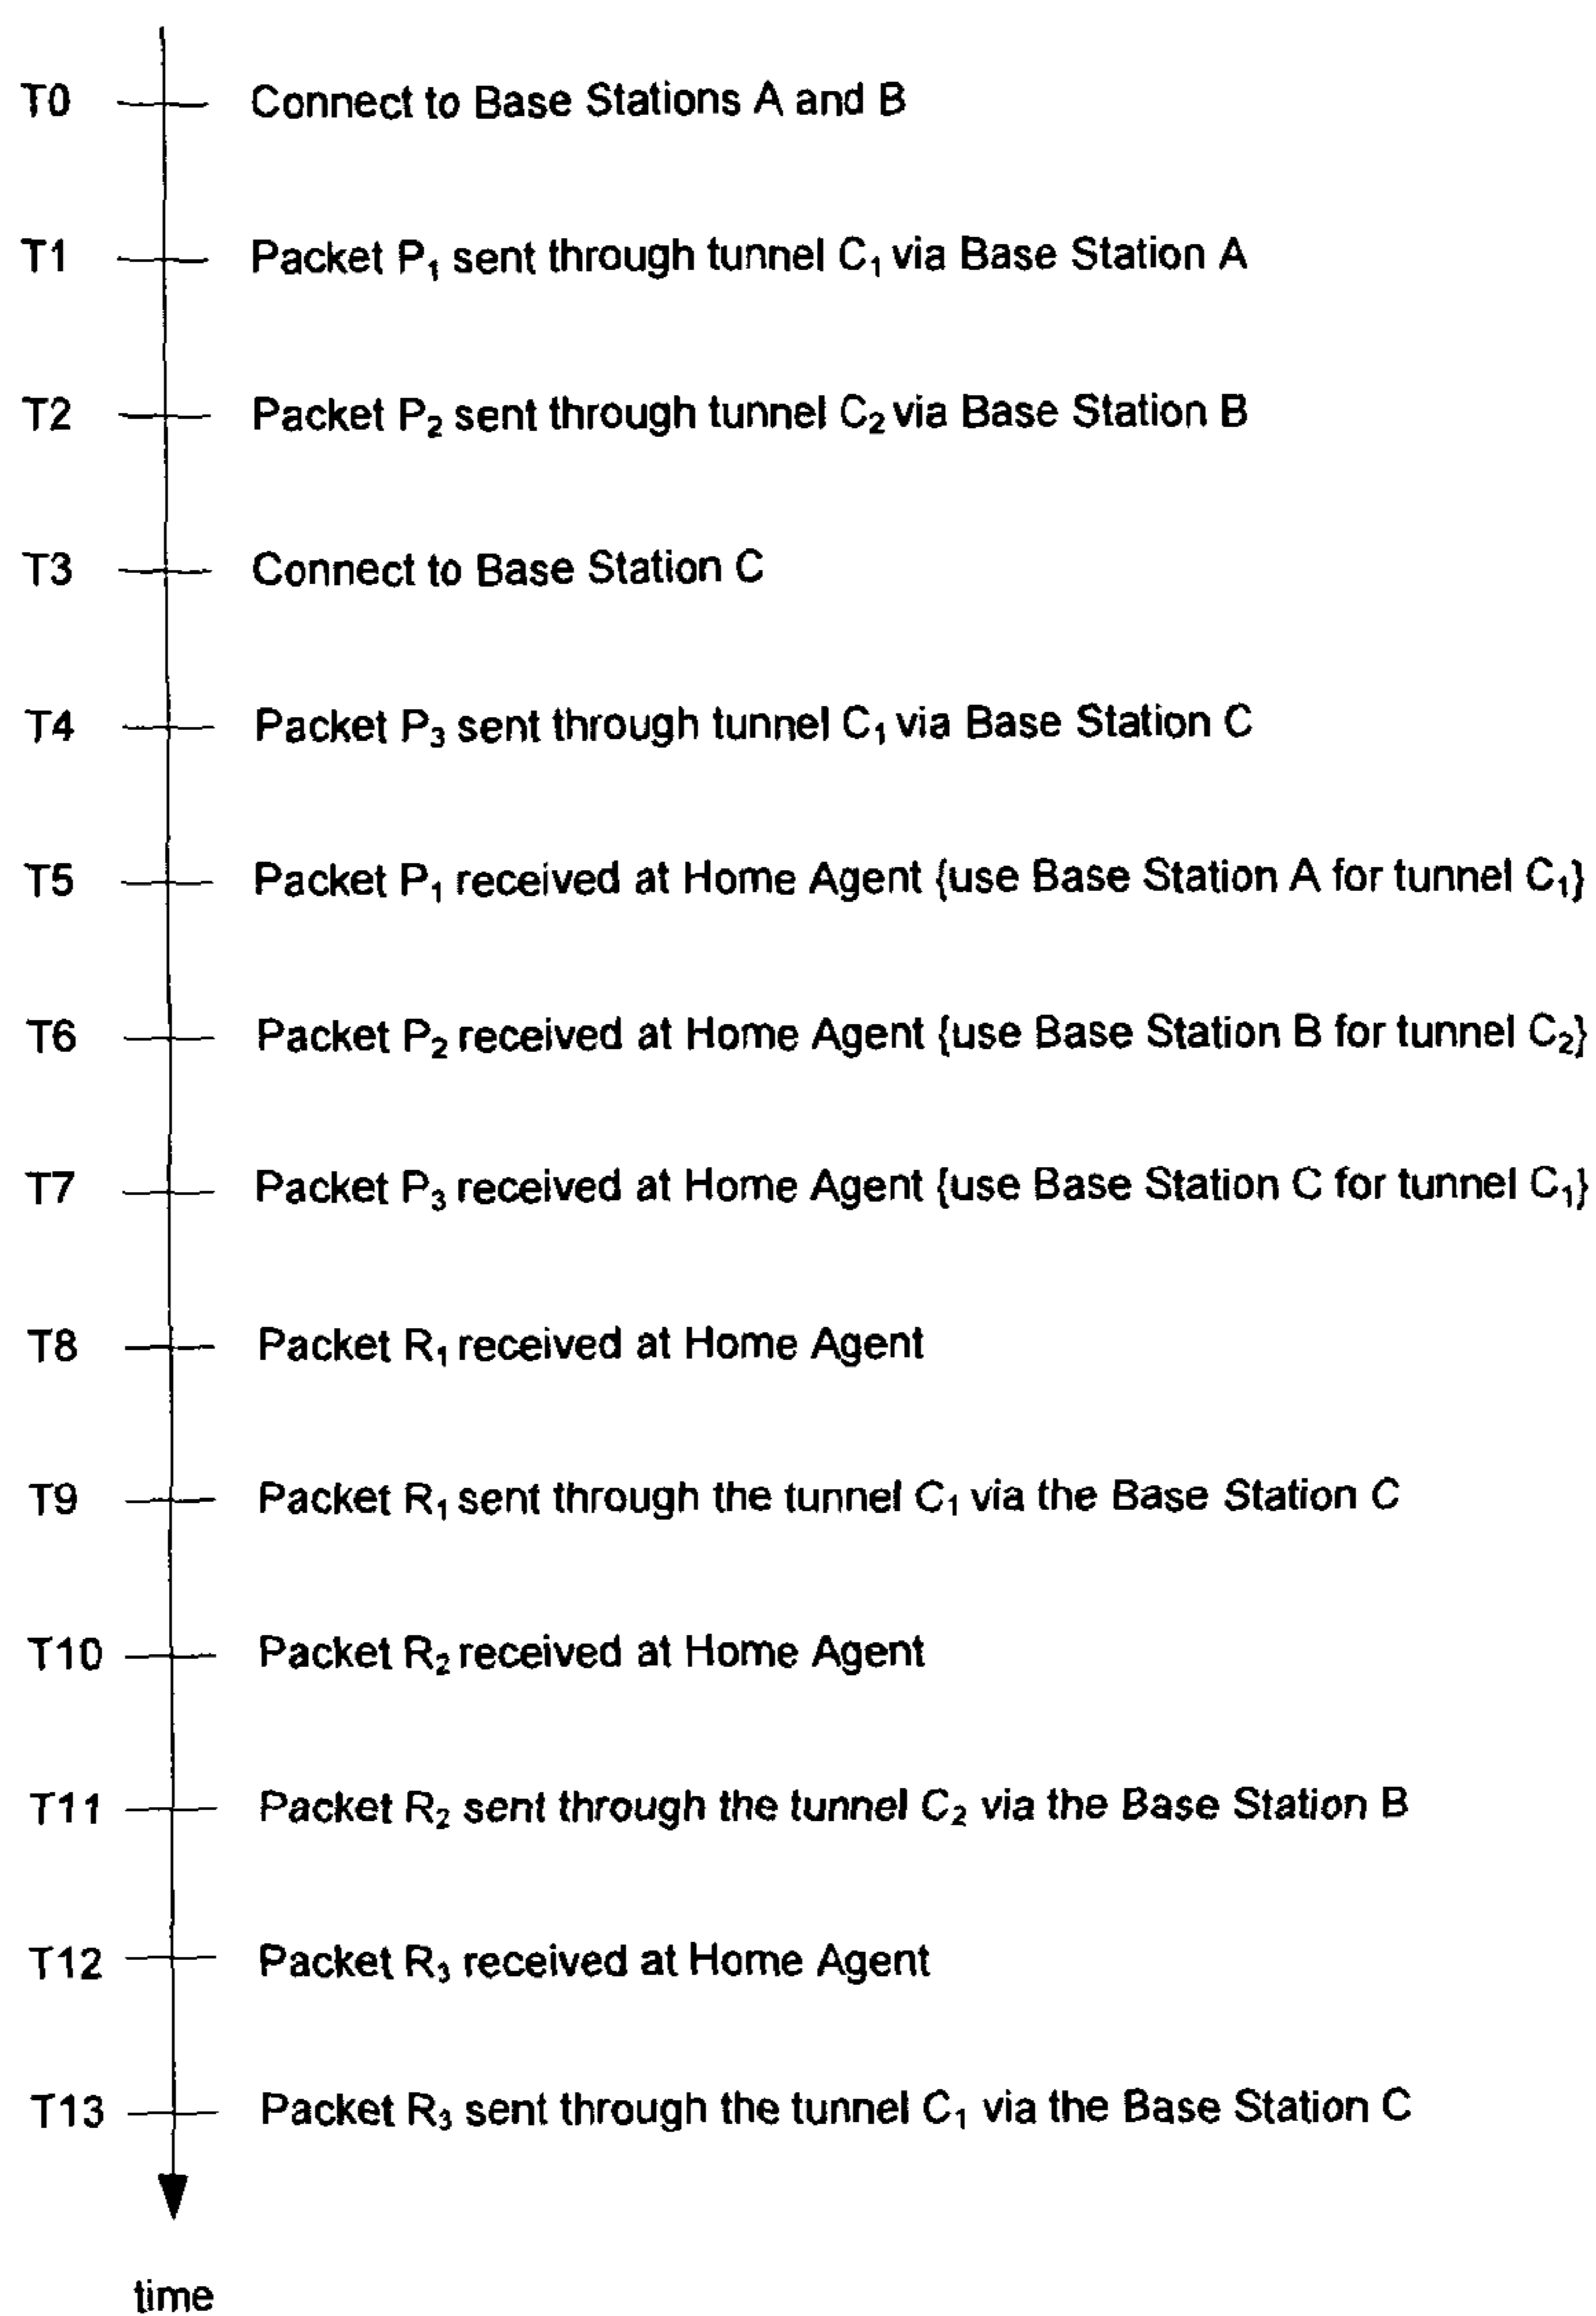 T0 Connect to Base Stations A and B
T1 Packet P₁ sent through tunnel C₁ via Base Station A
T2 Packet P₂ sent through tunnel C₂ via Base Station B
T3 Connect to Base Station C
T4 Packet P₃ sent through tunnel C₁ via Base Station C
T5 Packet P₁ received at Home Agent {use Base Station A for tunnel C₁}
T6 Packet P₂ received at Home Agent {use Base Station B for tunnel C₂}
T7 Packet P₃ received at Home Agent {use Base Station C for tunnel C₁}
T8 Packet R₁ received at Home Agent
T9 Packet R₁ sent through the tunnel C₁ via the Base Station C
T10 Packet R₂ received at Home Agent
T11 Packet R₂ sent through the tunnel C₂ via the Base Station B
T12 Packet R₃ received at Home Agent
T13 Packet R₃ sent through the tunnel C₁ via the Base Station C
time